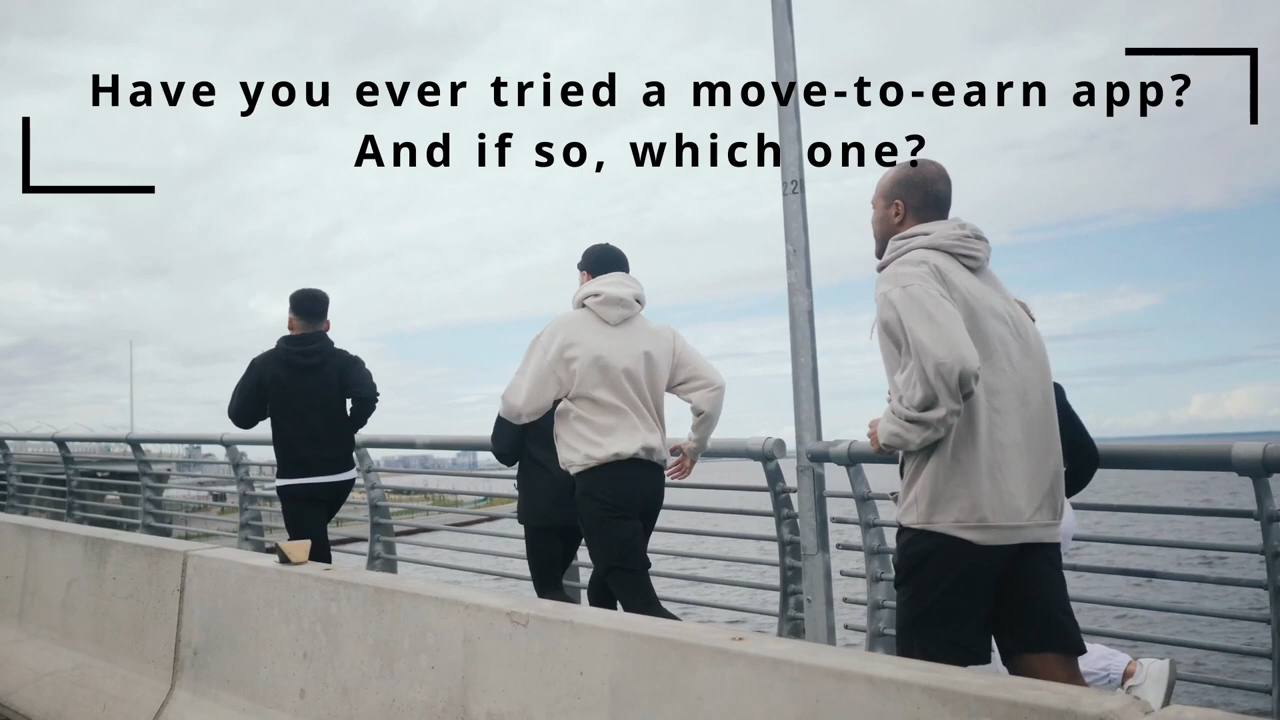 Have you ever tried a move-to-earn app?
And if so, which one?